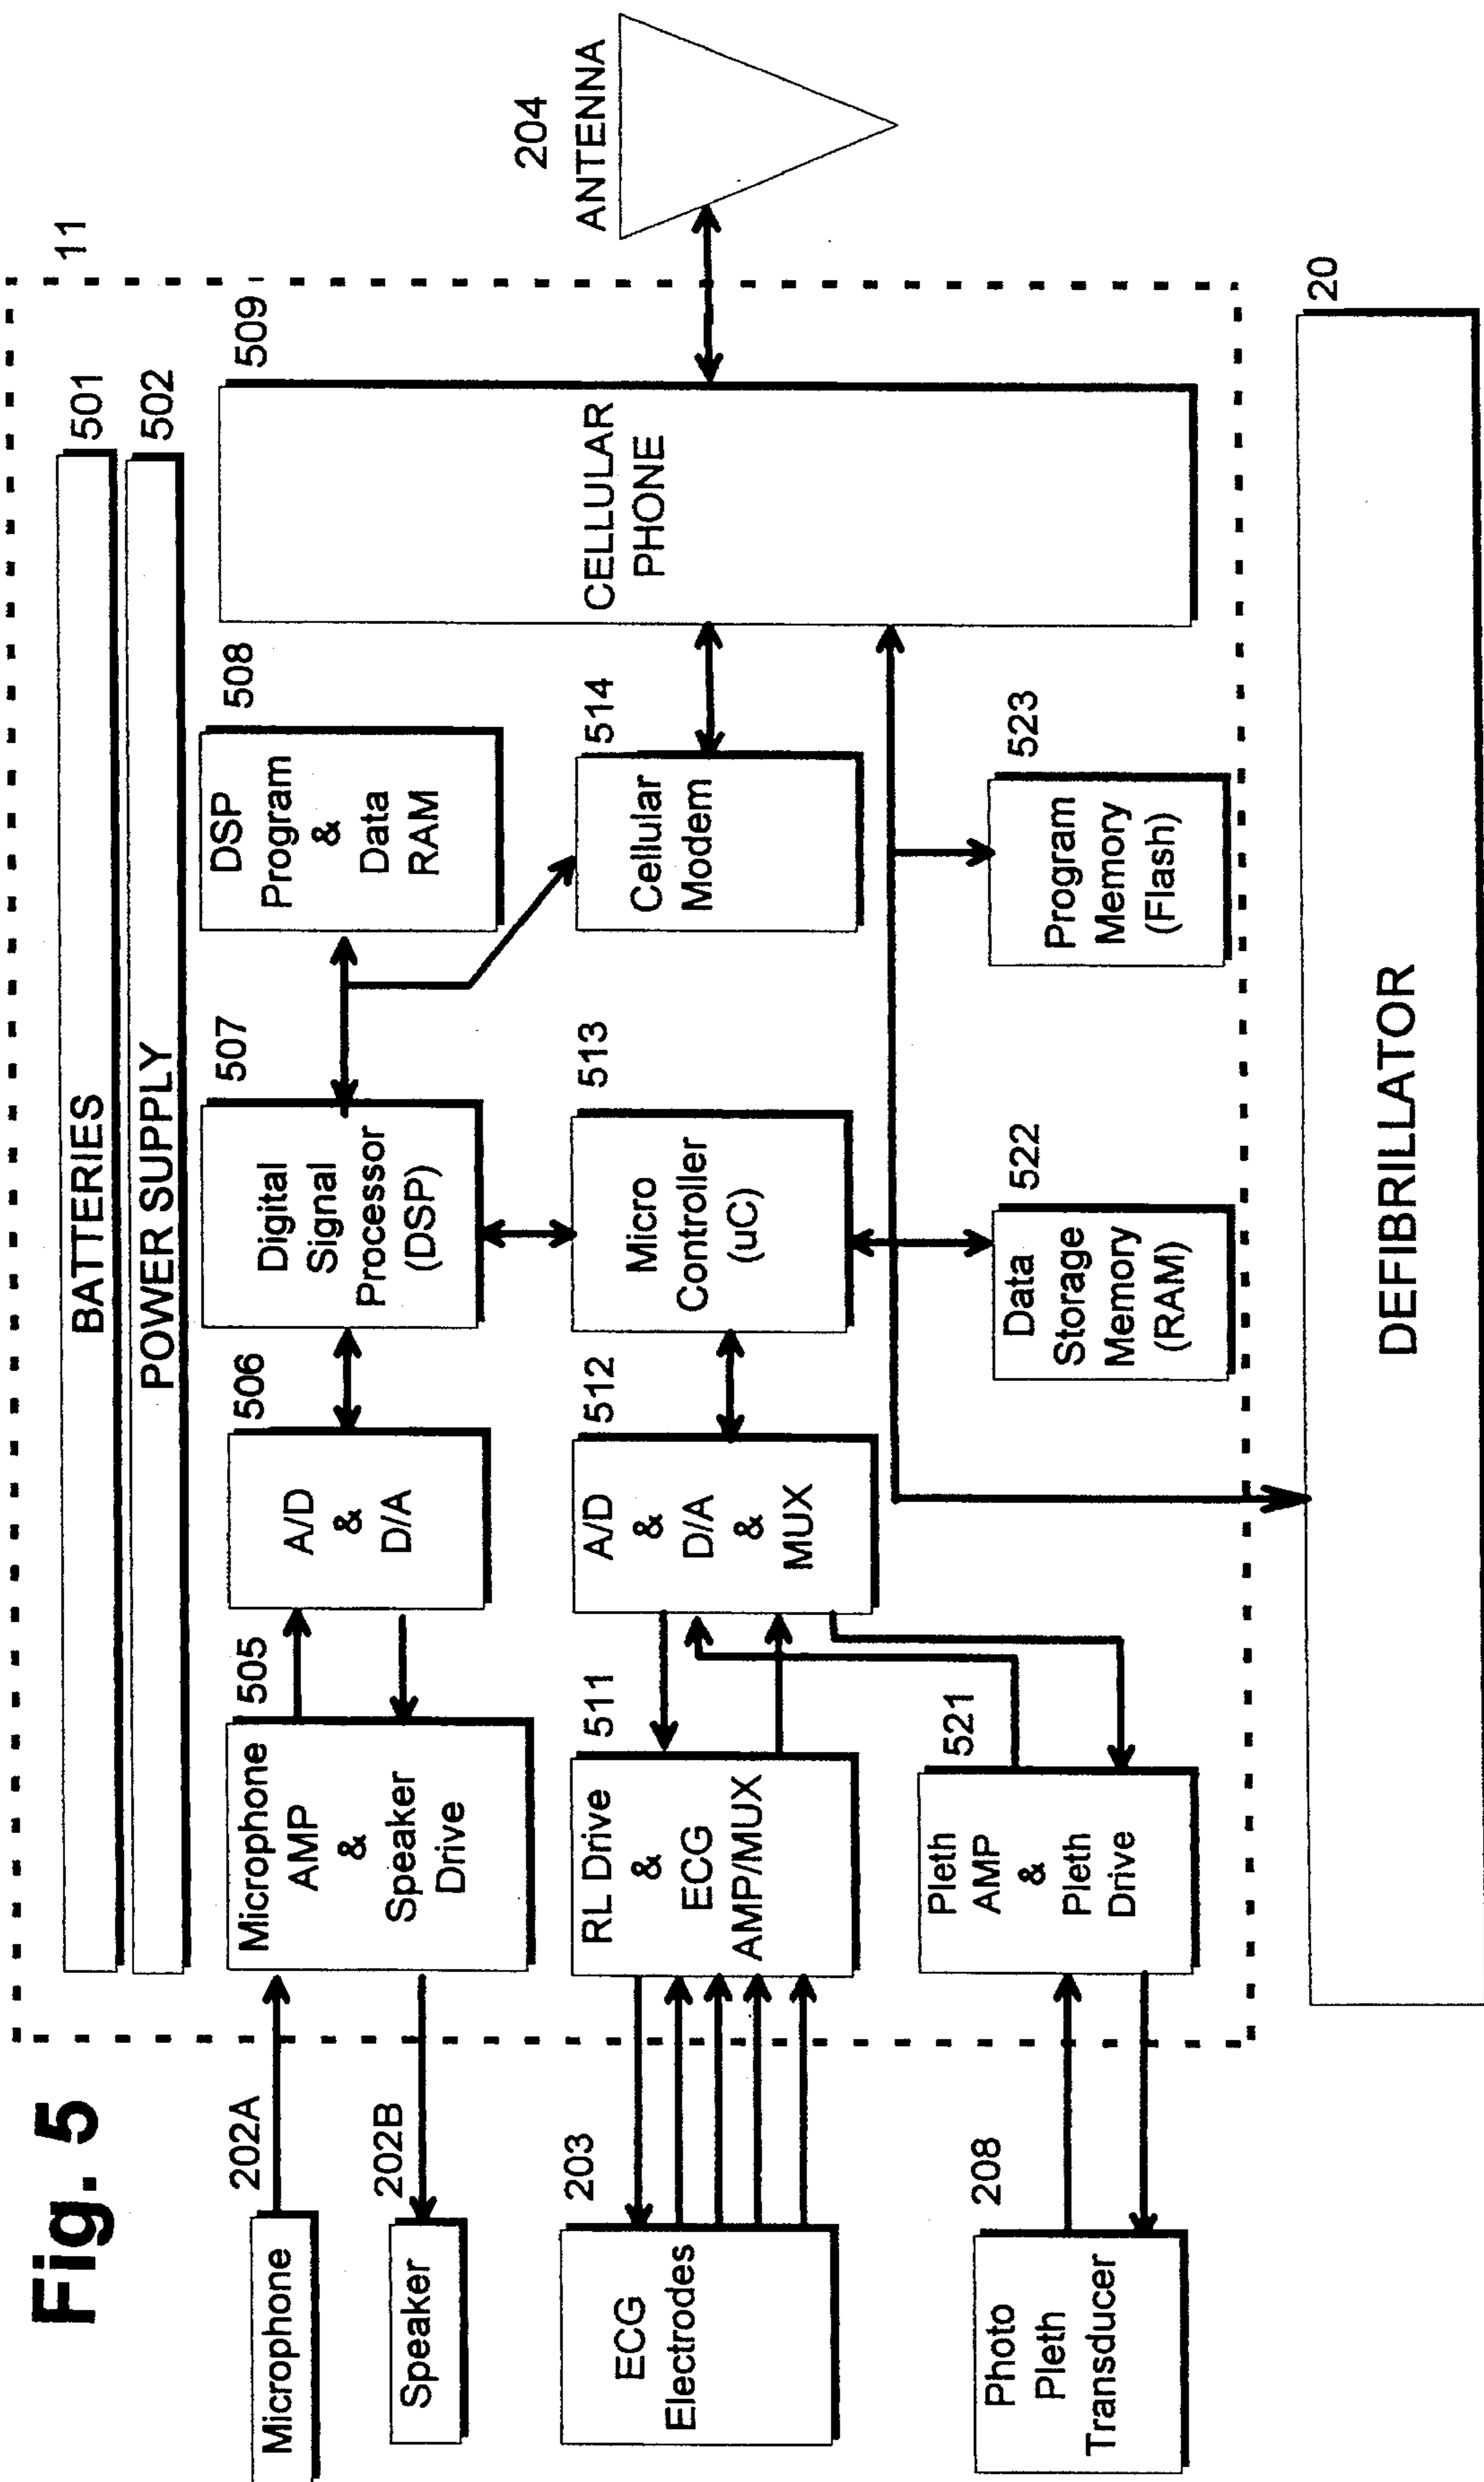 Fig. 5
11
BATTERIES
501
POWER SUPPLY
502
Microphone
202A
Speaker
202B
Microphone
AMP
&
Speaker
Drive
505
A/D
&
D/A
506
Digital
Signal
Processor
(DSP)
507
DSP
Program
&
Data
RAM
508
CELLULAR
PHONE
509
204
ANTENNA
ECG
Electrodes
203
RL Drive
&
ECG
AMP/MUX
511
A/D
&
D/A
&
MUX
512
Micro
Controller
(uC)
513
Cellular
Modem
514
Photo
Pleth
Transducer
208
Pleth
AMP
&
Pleth
Drive
521
Data
Storage
Memory
(RAM)
522
Program
Memory
(Flash)
523
DEFIBRILLATOR
20